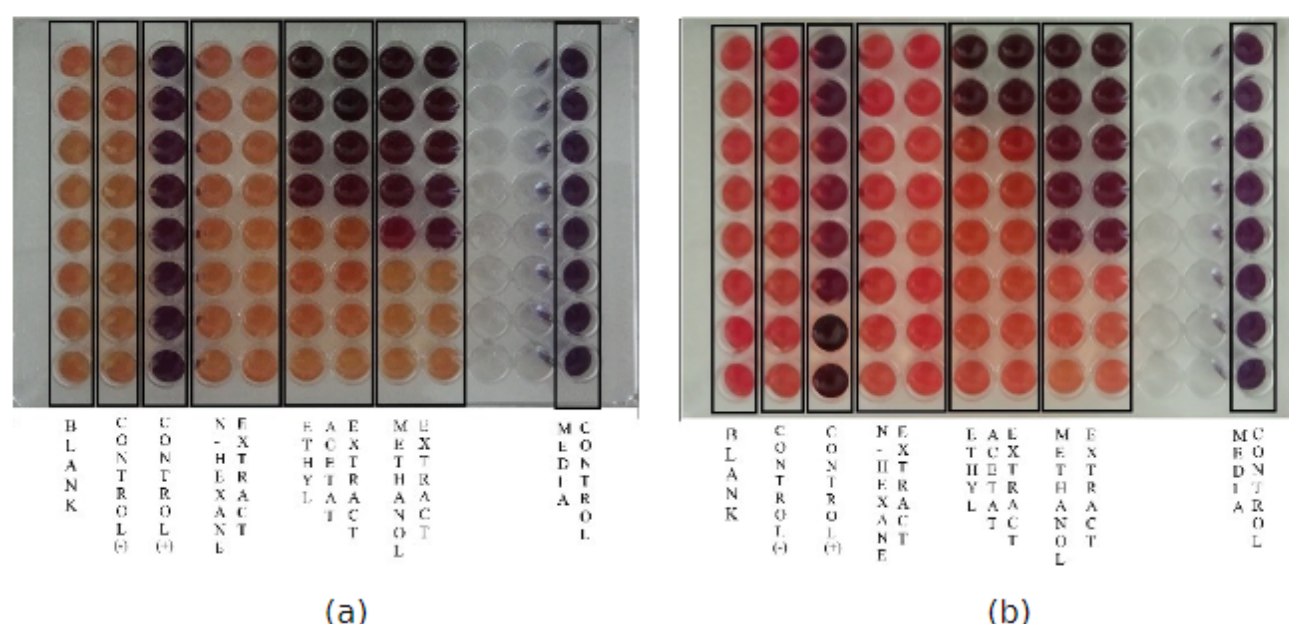 BLANK
CONTROL(-)
CONTROL(+)
N-HEXANE
EXTRACT
ETHYL
ACETAT
EXTRACT
METHANOL
EXTRACT
MEDIA
CONTROL
BLANK
CONTROL(-)
CONTROL(+)
N-HEXANE
EXTRACT
ETHYL
ACETAT
EXTRACT
METHANOL
EXTRACT
MEDIA
CONTROL
(a)
(b)